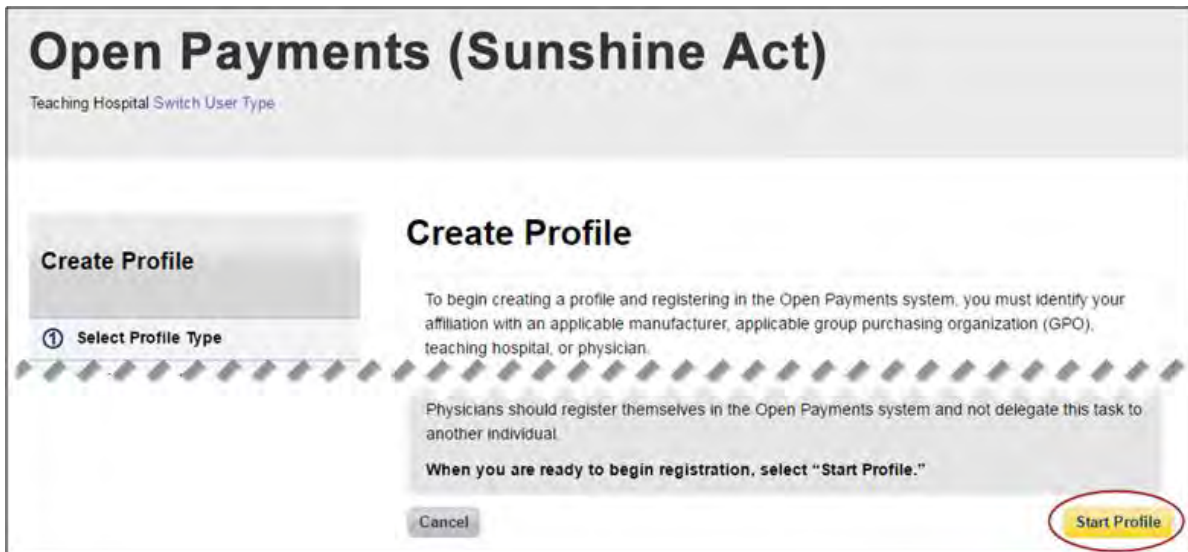 Open Payments (Sunshine Act)
Teaching Hospital Switch User Type
Create Profile
1 Select Profile Type
Create Profile
To begin creating a profile and registering in the Open Payments system, you must identify your
affiliation with an applicable manufacturer, applicable group purchasing organization (GPO),
teaching hospital, or physician.
Physicians should register themselves in the Open Payments system and not delegate this task to
another individual.
When you are ready to begin registration, select “Start Profile.”
Cancel
Start Profile